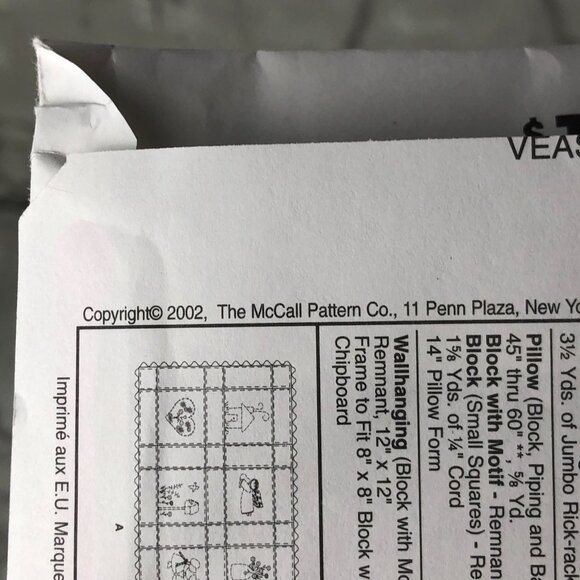 VEAS
Copyright© 2002, The McCall Pattern Co., 11 Penn Plaza, New Yo
3½ Yds. of Jumbo Rick-rac
Pillow (Block, Piping and B
45" thru 60" **, ⅝ Yd.
Block with Motif - Remnan
Block (Small Squares) - Re
1⅝ Yds. of ¼" Cord
14" Pillow Form
Wallhanging (Block with Mo
Remnant, 12" x 12"
Frame to Fit 8" x 8" Block w
Chipboard
A
Imprimé aux E.U. Marque